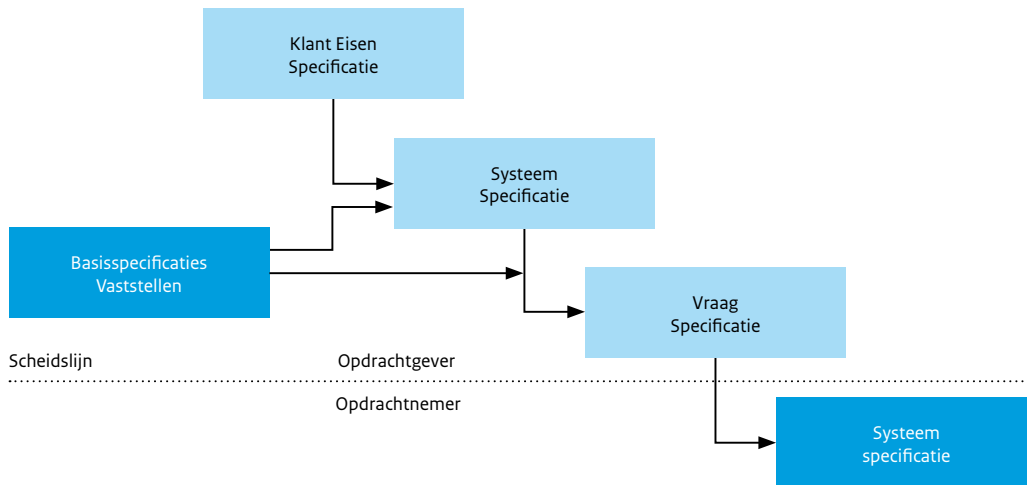 Klant Eisen
Specificatie
Systeem
Specificatie
Basisspecificaties
Vaststellen
Vraag
Specificatie
Scheidslijn
Opdrachtgever
Opdrachtnemer
Systeem
specificatie